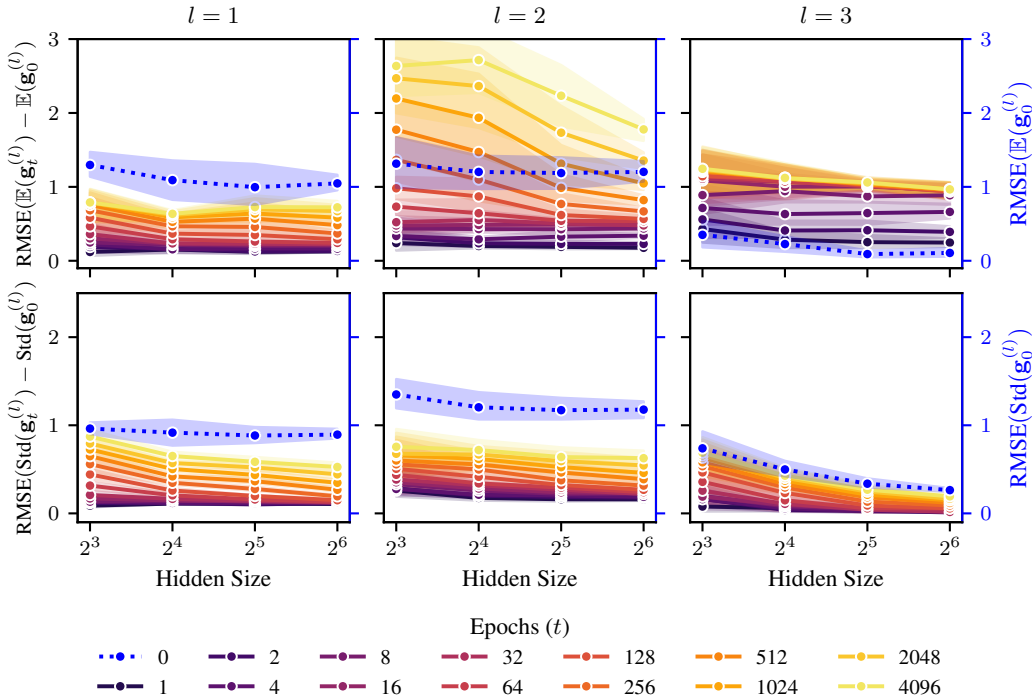 l = 1
l = 2
l = 3
RMSE(𝔼(g_t^(l)) − 𝔼(g_0^(l))
3
2
1
0
3
2
1
0
RMSE(𝔼(g_0^(l))
RMSE(Std(g_t^(l)) − Std(g_0^(l))
2
1
0
2
1
0
RMSE(Std(g_0^(l))
2^3 2^4 2^5 2^6
2^3 2^4 2^5 2^6
2^3 2^4 2^5 2^6
Hidden Size
Hidden Size
Hidden Size
Epochs (t)
0 2 8 32 128 512 2048
1 4 16 64 256 1024 4096